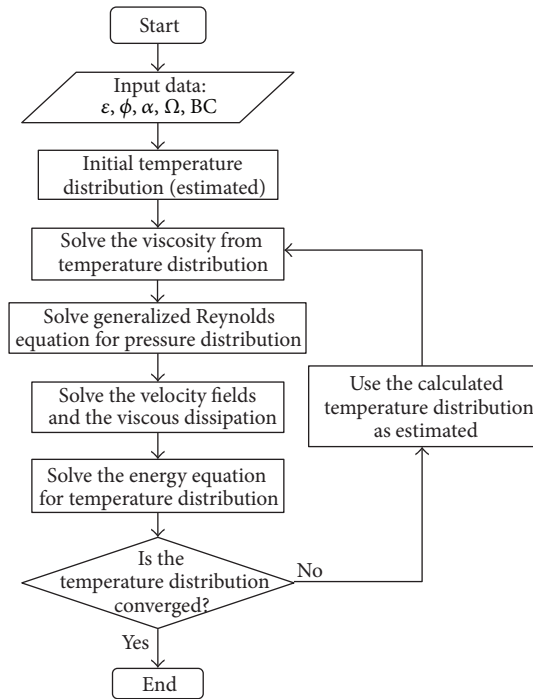 Start
Input data:
ε, ϕ, α, Ω, BC
Initial temperature
distribution (estimated)
Solve the viscosity from
temperature distribution
Solve generalized Reynolds
equation for pressure distribution
Solve the velocity fields
and the viscous dissipation
Use the calculated
temperature distribution
as estimated
Solve the energy equation
for temperature distribution
Is the
temperature distribution
converged?
No
Yes
End